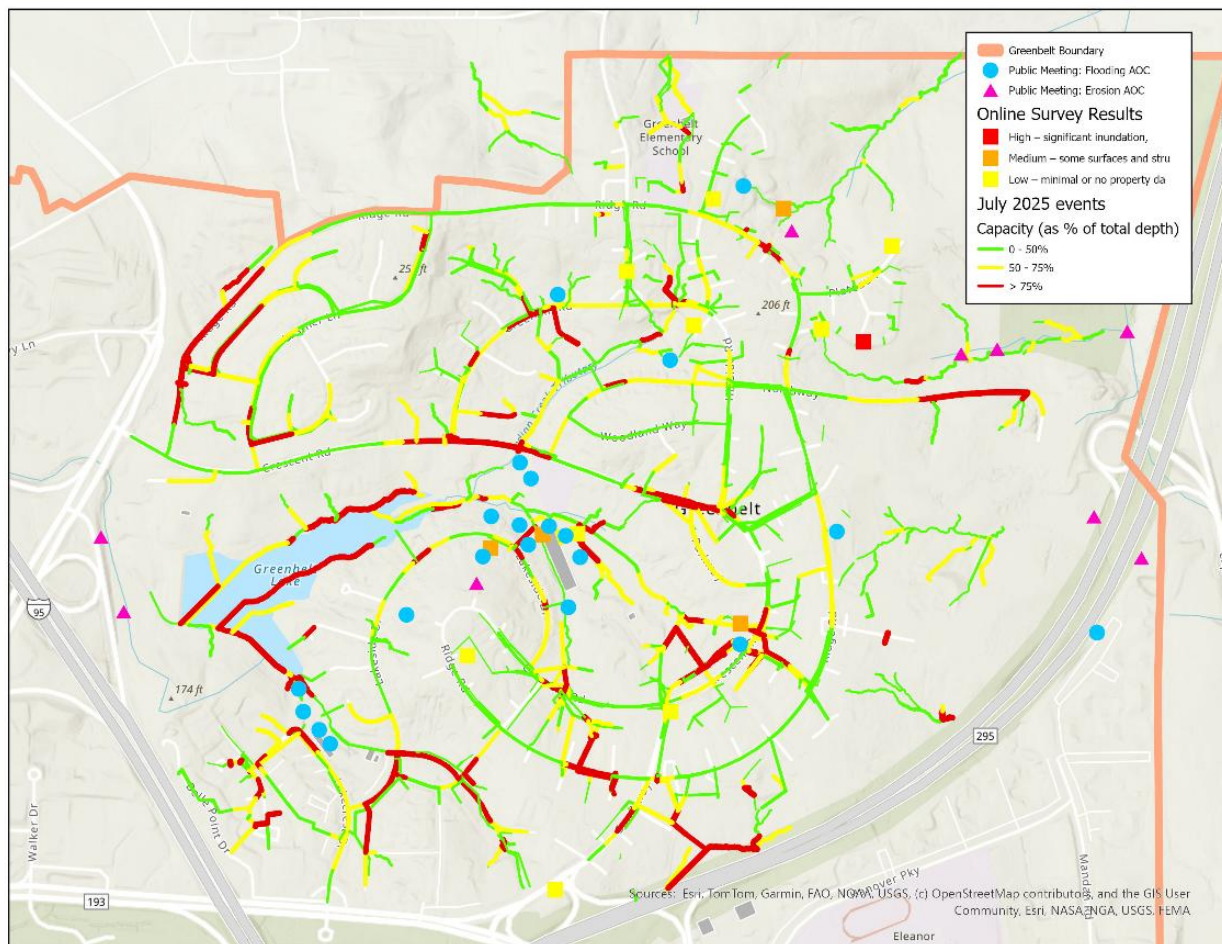 Greenbelt Boundary
Public Meeting: Flooding AOC
Public Meeting: Erosion AOC
Online Survey Results
High – significant inundation,
Medium – some surfaces and stru
Low – minimal or no property da
July 2025 events
Capacity (as % of total depth)
0 - 50%
50 - 75%
> 75%
Greenbelt
Elementary
School
Ridge Rd
Ridge Rd
206 ft
Woodland Way
Crescent Rd
Greenbelt
Lake
Ridge Rd
174 ft
95
295
193
Walker Dr
Sources: Esri, TomTom, Garmin, FAO, NOAA, USGS, (c) OpenStreetMap contributors, and the GIS User
Community, Esri, NASA, NGA, USGS, FEMA
Eleanor